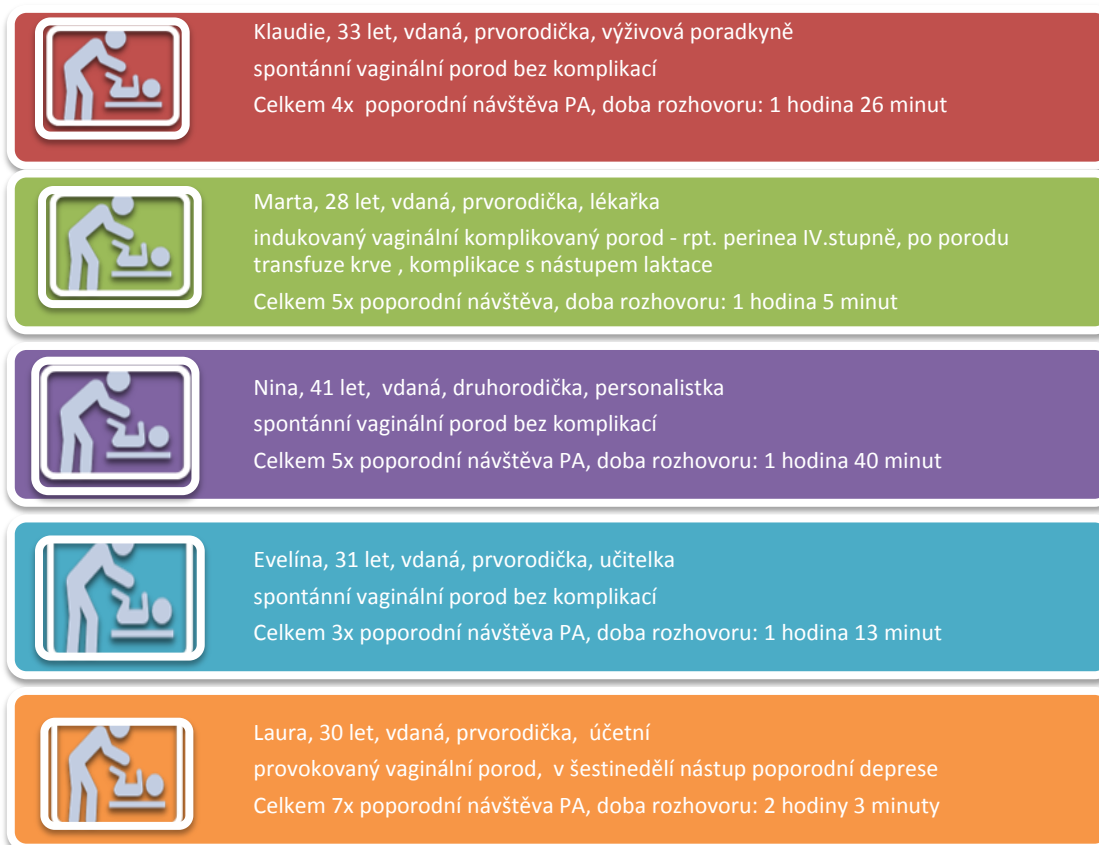 Klaudie, 33 let, vdaná, prvorodička, výživová poradkyně
spontánní vaginální porod bez komplikací
Celkem 4x  poporodní návštěva PA, doba rozhovoru: 1 hodina 26 minut
Marta, 28 let, vdaná, prvorodička, lékařka
indukovaný vaginální komplikovaný porod - rpt. perinea IV.stupně, po porodu
transfuze krve , komplikace s nástupem laktace
Celkem 5x poporodní návštěva, doba rozhovoru: 1 hodina 5 minut
Nina, 41 let,  vdaná, druhorodička, personalistka
spontánní vaginální porod bez komplikací
Celkem 5x poporodní návštěva PA, doba rozhovoru: 1 hodina 40 minut
Evelína, 31 let, vdaná, prvorodička, učitelka
spontánní vaginální porod bez komplikací
Celkem 3x poporodní návštěva PA, doba rozhovoru: 1 hodina 13 minut
Laura, 30 let, vdaná, prvorodička,  účetní
provokovaný vaginální porod,  v šestinedělí nástup poporodní deprese
Celkem 7x poporodní návštěva PA, doba rozhovoru: 2 hodiny 3 minuty